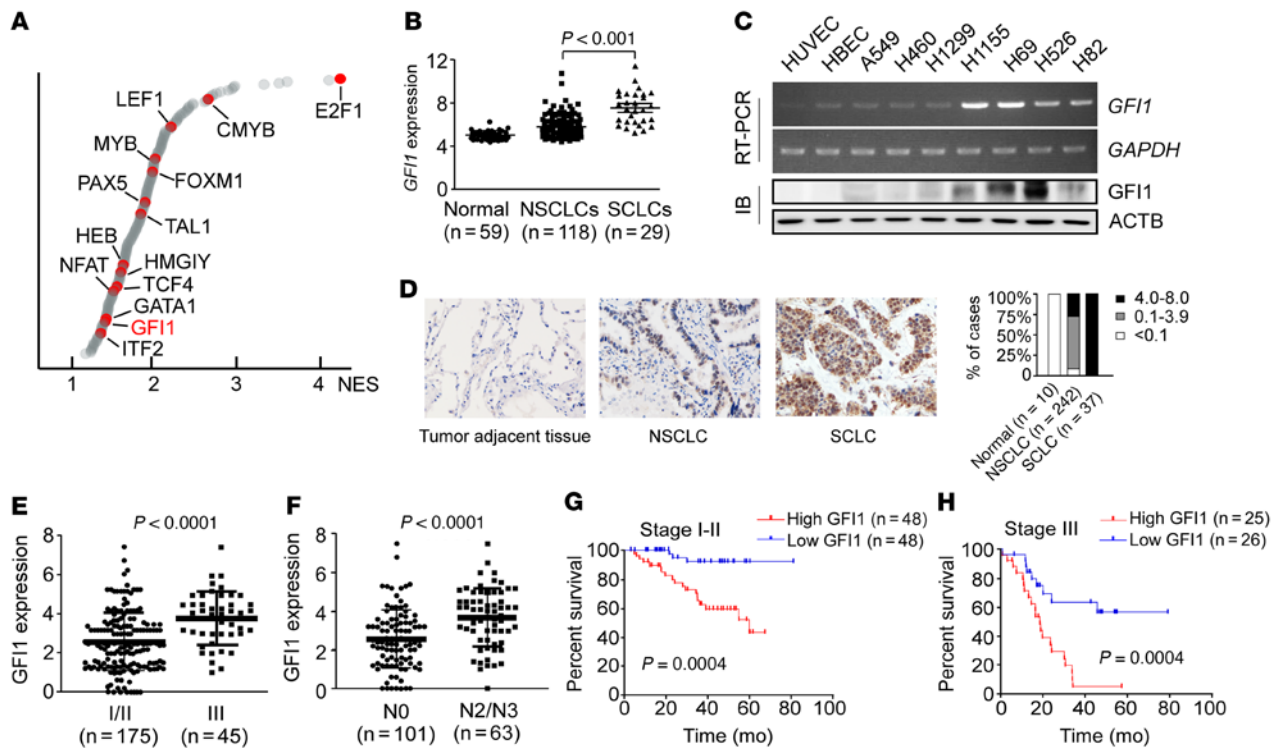 A
LEF1
CMYB
E2F1
MYB
FOXM1
PAX5
TAL1
HEB
HMGIY
NFAT
TCF4
GATA1
GFI1
ITF2
1 2 3 4 NES
B
P < 0.001
GFI1 expression
12
8
4
0
Normal NSCLCs SCLCs
(n = 59) (n = 118) (n = 29)
C
HUVEC HBEC A549 H460 H1299 H1155 H69 H526 H82
RT-PCR
GFI1
GAPDH
IB
GFI1
ACTB
D
Tumor adjacent tissue NSCLC SCLC
% of cases
100%
75%
50%
25%
0
4.0-8.0
0.1-3.9
<0.1
Normal (n = 10)
NSCLC (n = 242)
SCLC (n = 37)
E
P < 0.0001
GFI1 expression
8
6
4
2
0
I/II III
(n = 175) (n = 45)
F
P < 0.0001
GFI1 expression
8
6
4
2
0
N0 N2/N3
(n = 101) (n = 63)
G
Stage I-II
High GFI1 (n = 48)
Low GFI1 (n = 48)
Percent survival
100
80
60
40
20
0
P = 0.0004
0 20 40 60 80 100
Time (mo)
H
Stage III
High GFI1 (n = 25)
Low GFI1 (n = 26)
Percent survival
100
80
60
40
20
0
P = 0.0004
0 20 40 60 80 100
Time (mo)